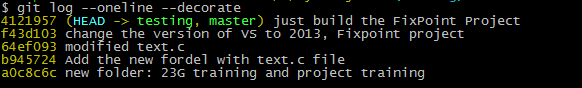 $ git log --oneline --decorate
4121957 (HEAD -> testing, master) just build the FixPoint Project
f43d103 change the version of VS to 2013, Fixpoint project
64ef093 modified text.c
b945724 Add the new fordel with text.c file
a0c8c6c new folder: 23G training and project training